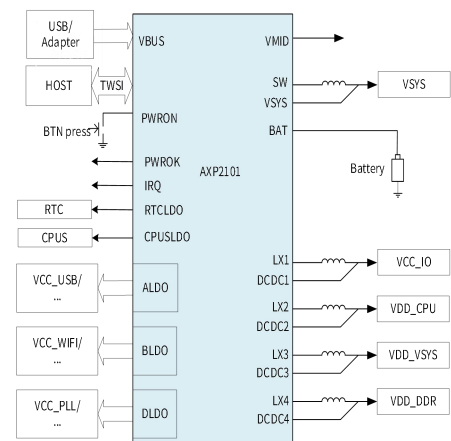 USB/
Adapter
VBUS
VMID
HOST
TWSI
SW
VSYS
VSYS
PWRON
BTN press
BAT
PWROK
AXP2101
Battery
IRQ
RTC
RTCLDO
CPUS
CPUSLDO
LX1
VCC_IO
DCDC1
VCC_USB/
...
ALDO
LX2
VDD_CPU
DCDC2
VCC_WIFI/
...
BLDO
LX3
VDD_VSYS
DCDC3
VCC_PLL/
...
DLDO
LX4
VDD_DDR
DCDC4